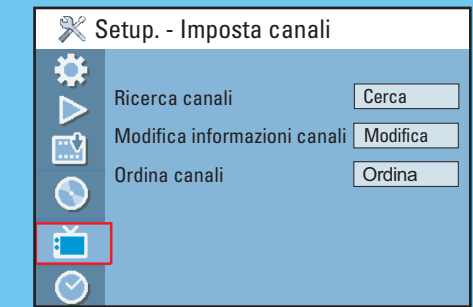 Setup. - Imposta canali
Ricerca canali Cerca
Modifica informazioni canali Modifica
Ordina canali Ordina